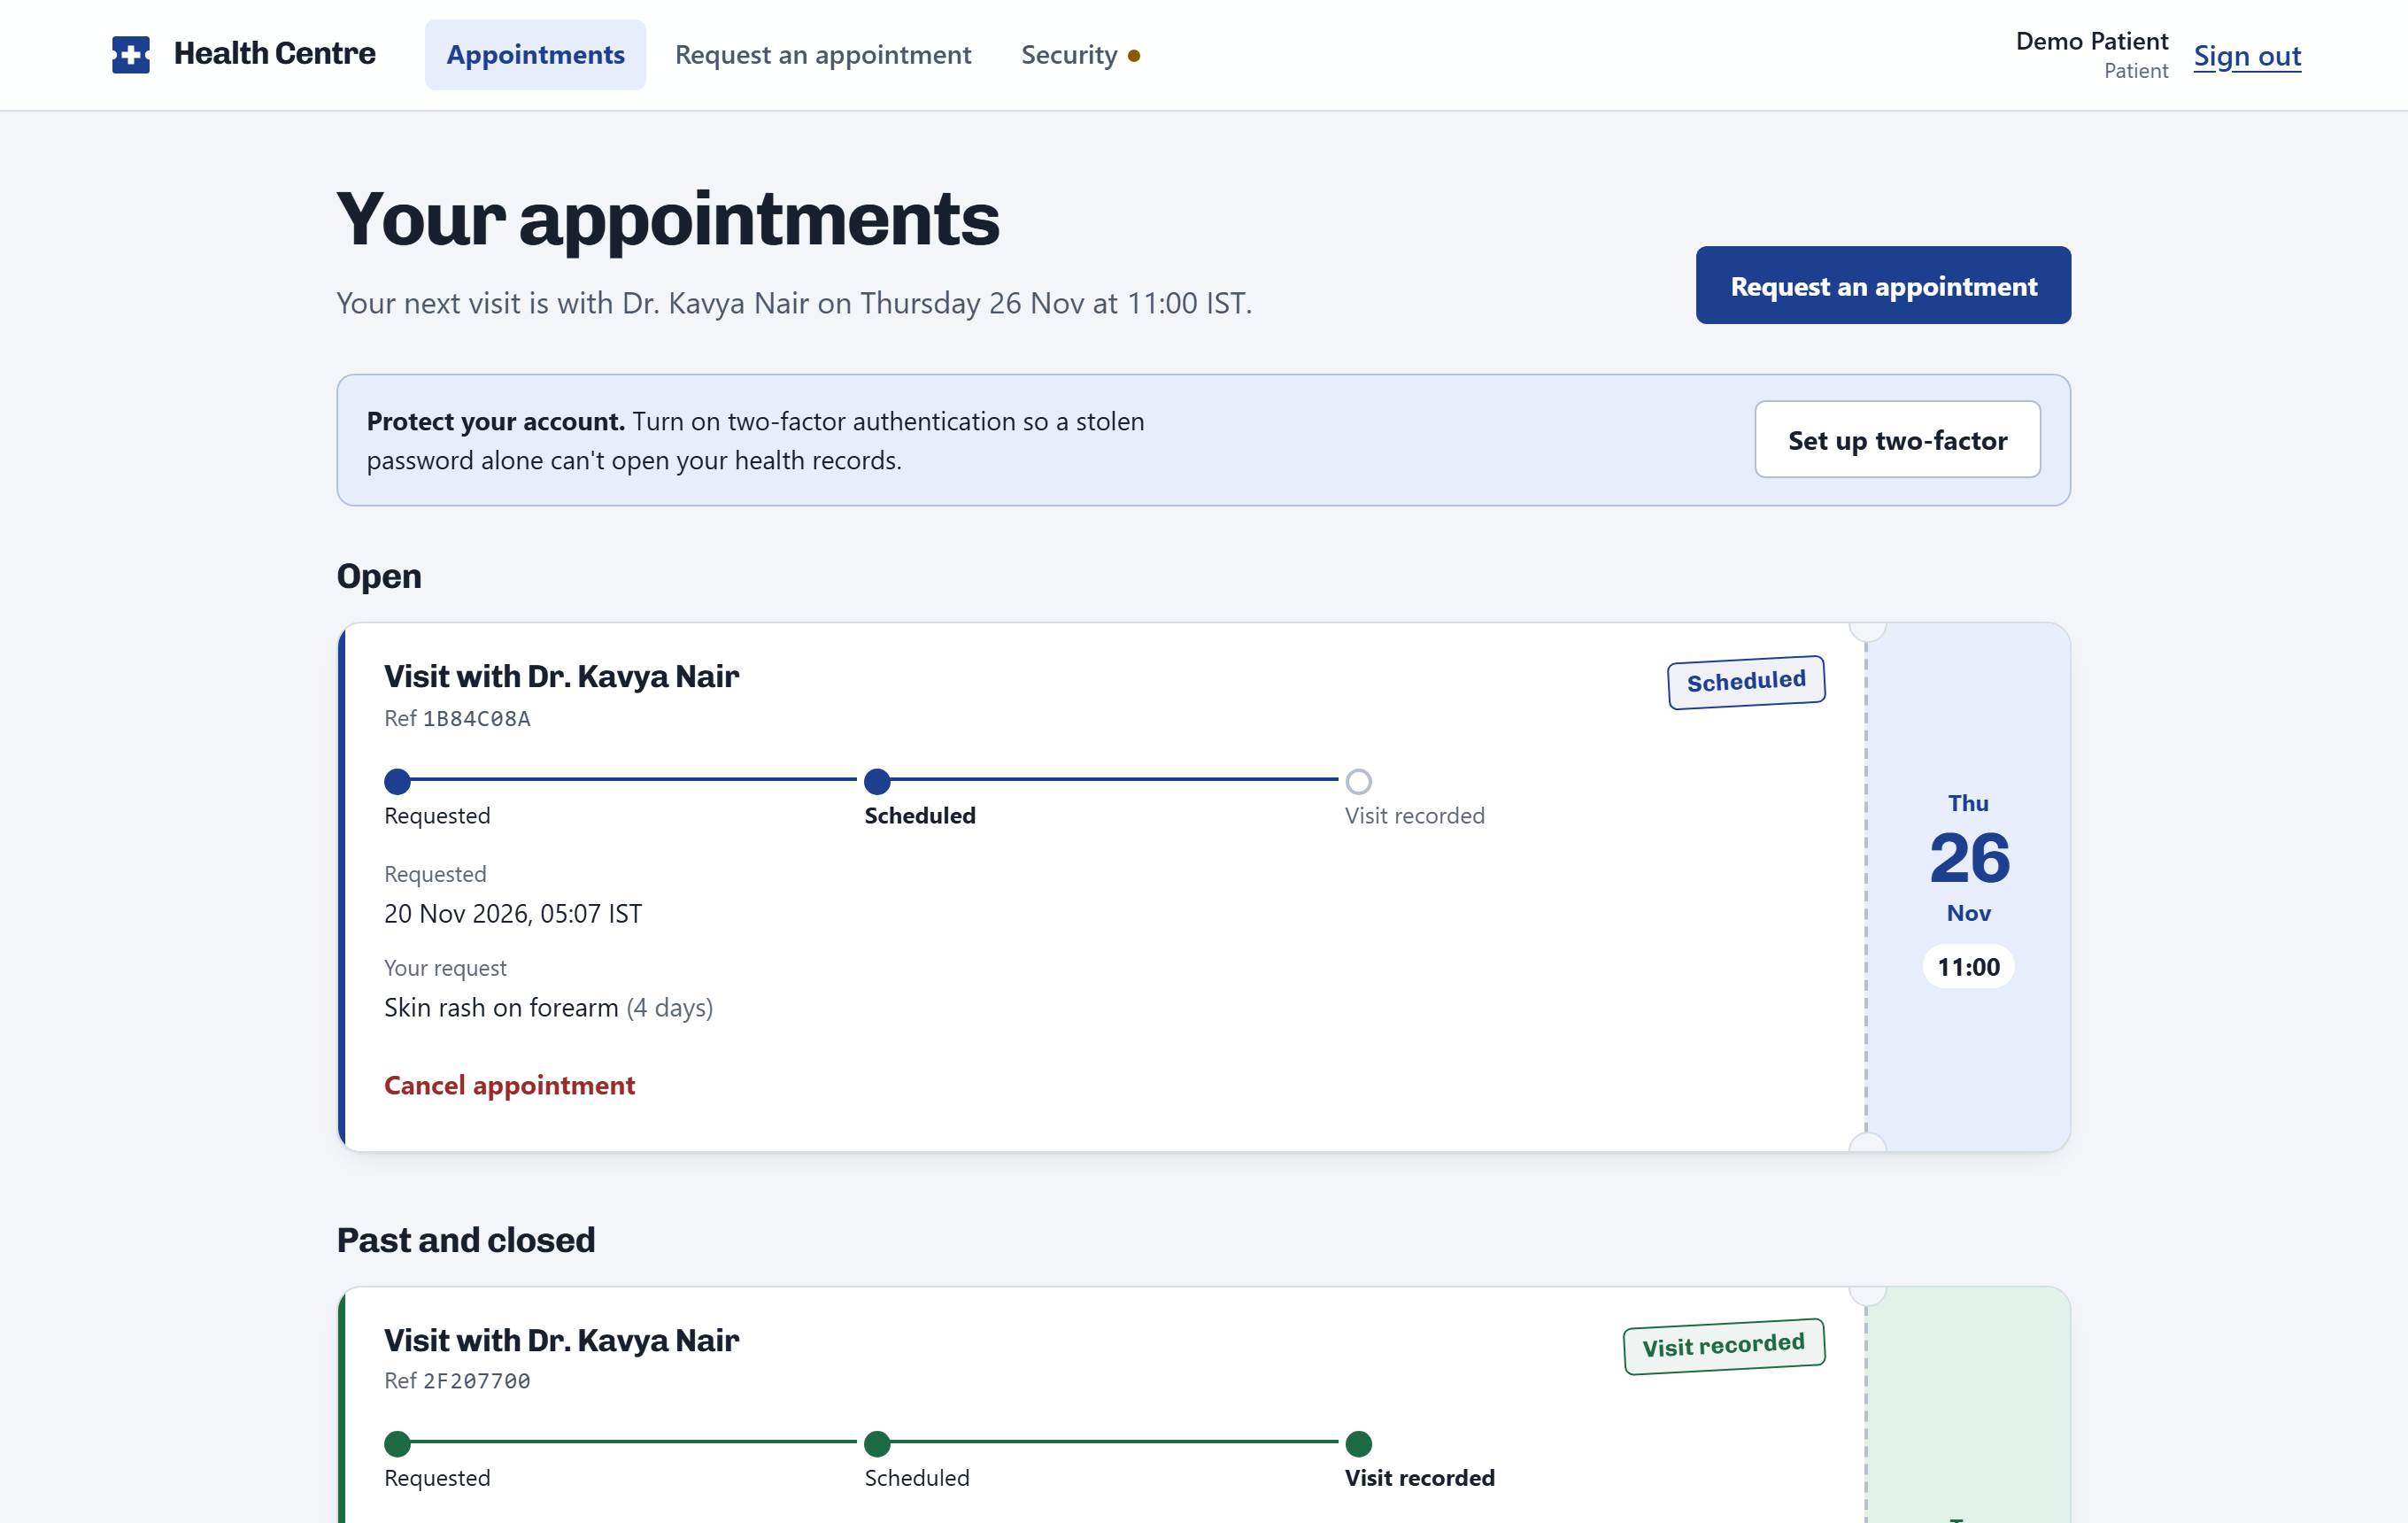 Health Centre
Appointments
Request an appointment
Security
Demo Patient
Patient
Sign out
Your appointments
Your next visit is with Dr. Kavya Nair on Thursday 26 Nov at 11:00 IST.
Request an appointment
Protect your account. Turn on two-factor authentication so a stolen
password alone can't open your health records.
Set up two-factor
Open
Visit with Dr. Kavya Nair
Ref 1B84C08A
Scheduled
Requested
Scheduled
Visit recorded
Requested
20 Nov 2026, 05:07 IST
Your request
Skin rash on forearm (4 days)
Cancel appointment
Thu
26
Nov
11:00
Past and closed
Visit with Dr. Kavya Nair
Ref 2F207700
Visit recorded
Requested
Scheduled
Visit recorded